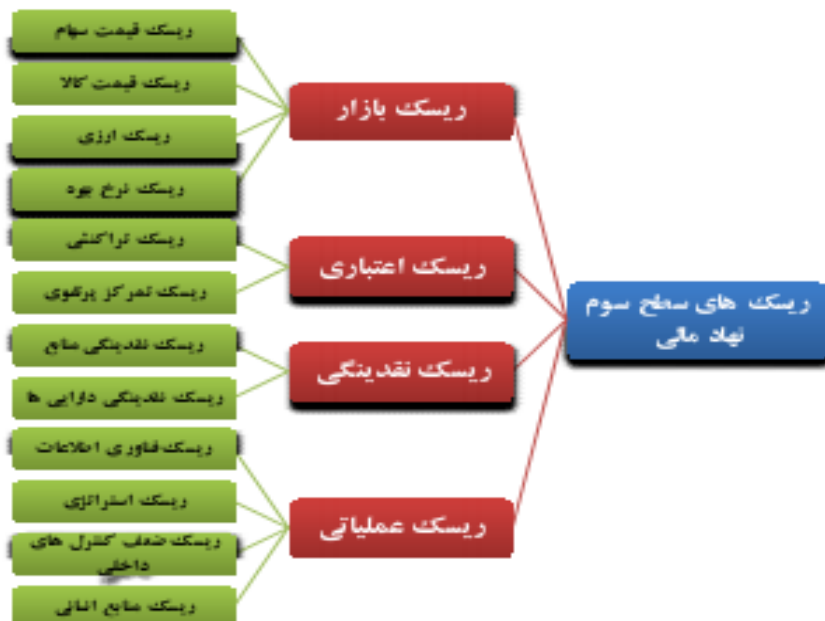 ریسک های سطح سوم
نهاد مالی
ریسک بازار
ریسک قیمت سهام
ریسک قیمت کالا
ریسک ارزی
ریسک نرخ بهره
ریسک اعتباری
ریسک تراکنشی
ریسک تمرکز پرتفوی
ریسک نقدینگی
ریسک نقدینگی منابع
ریسک نقدینگی دارایی ها
ریسک عملیاتی
ریسک فناوری اطلاعات
ریسک استراتژی
ریسک ضعف کنترل های
داخلی
ریسک منابع انسانی